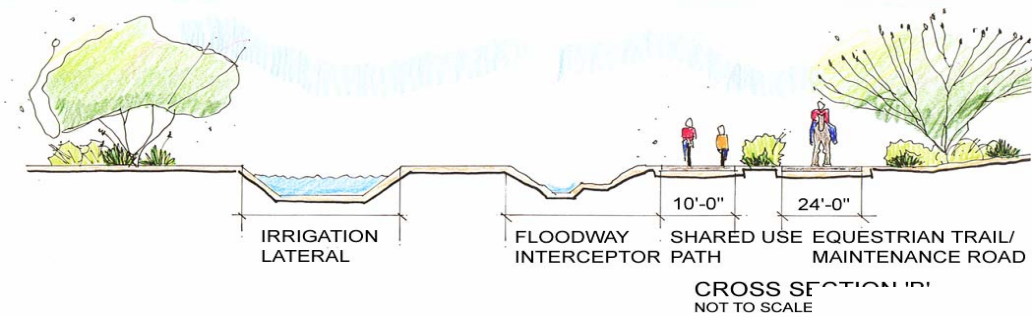 10'-0"
24'-0"
IRRIGATION
LATERAL
FLOODWAY
INTERCEPTOR
SHARED USE
PATH
EQUESTRIAN TRAIL/
MAINTENANCE ROAD
CROSS SECTION
NOT TO SCALE